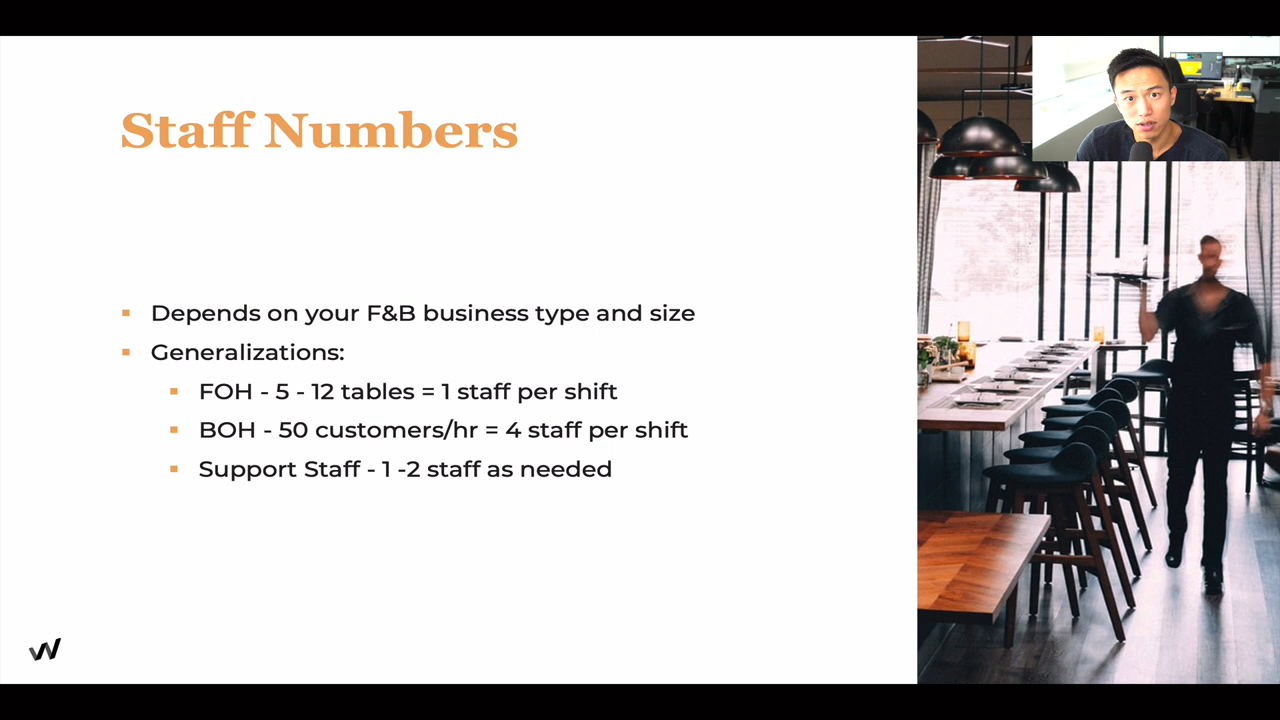 Staff Numbers
Depends on your F&B business type and size
Generalizations:
FOH - 5 - 12 tables = 1 staff per shift
BOH - 50 customers/hr = 4 staff per shift
Support Staff - 1 -2 staff as needed